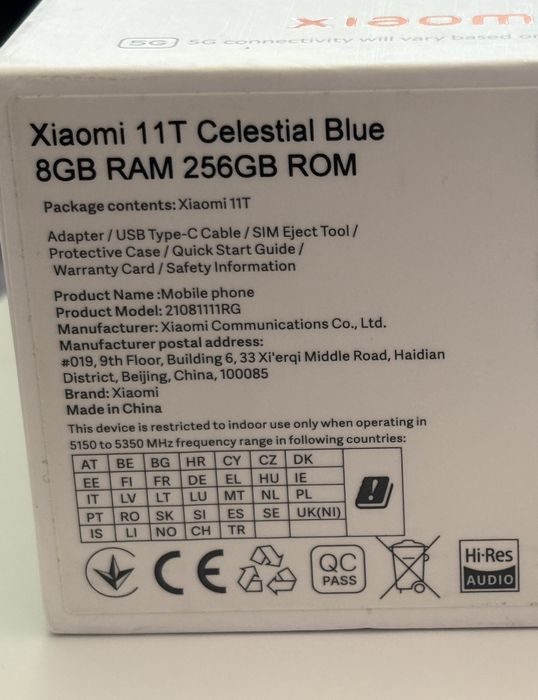 xiaom
5G 5G connectivity will vary based
Xiaomi 11T Celestial Blue
8GB RAM 256GB ROM
Package contents: Xiaomi 11T
Adapter / USB Type-C Cable / SIM Eject Tool /
Protective Case / Quick Start Guide /
Warranty Card / Safety Information
Product Name :Mobile phone
Product Model: 21081111RG
Manufacturer: Xiaomi Communications Co., Ltd.
Manufacturer postal address:
#019, 9th Floor, Building 6, 33 Xi'erqi Middle Road, Haidian
District, Beijing, China, 100085
Brand: Xiaomi
Made in China
This device is restricted to indoor use only when operating in
5150 to 5350 MHz frequency range in following countries:
AT BE BG HR CY CZ DK
EE FI FR DE EL HU IE
IT LV LT LU MT NL PL
PT RO SK SI ES SE UK(NI)
IS LI NO CH TR
CE
QC
PASS
Hi-Res
AUDIO